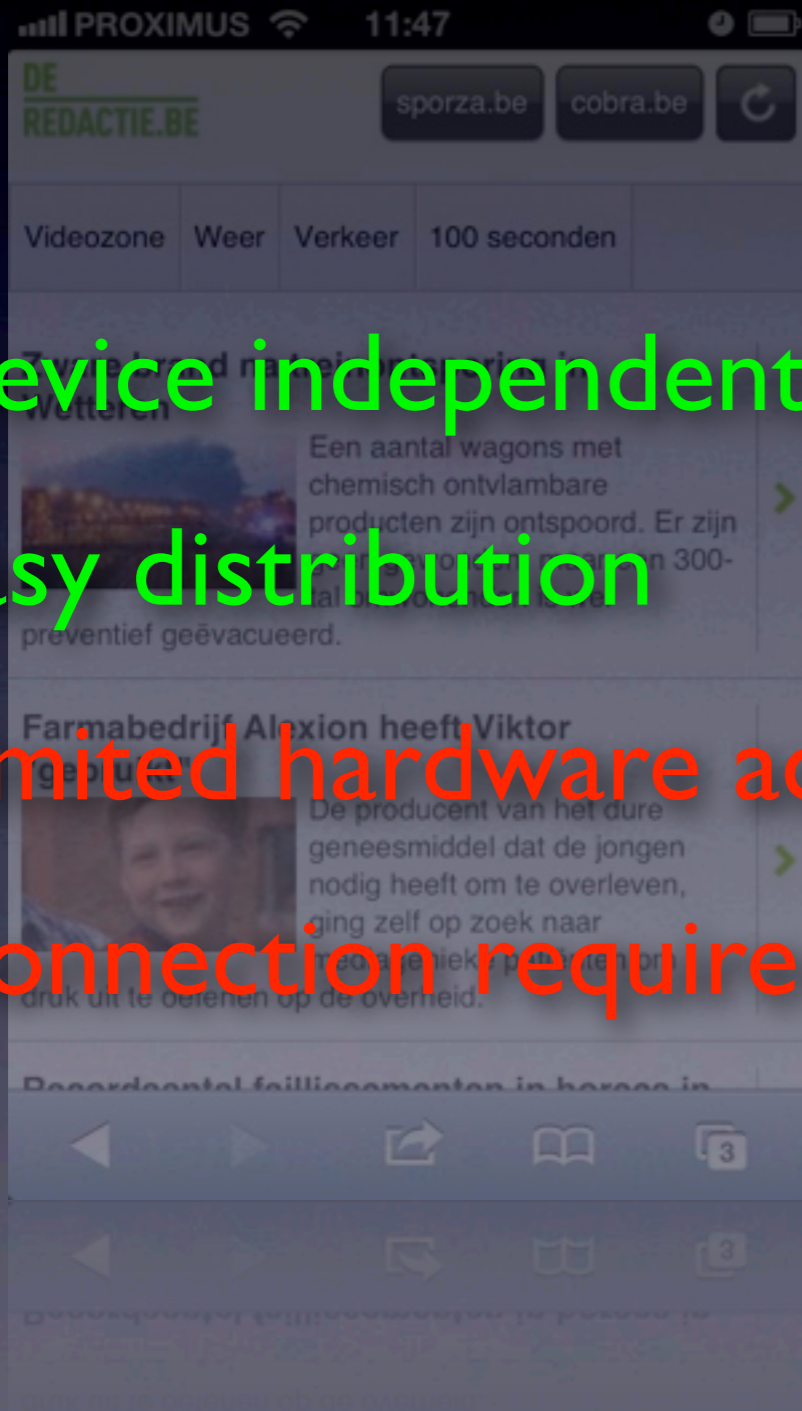 PROXIMUS 11:47
DE
REDACTIE.BE
sporza.be cobra.be
Videozone Weer Verkeer 100 seconden
evice independent
Wetteren
Een aantal wagons met
chemisch ontvlambare
producten zijn ontspoord. Er zijn
300-
sy distribution
preventief geëvacueerd.
Farmabedrijf Alexion heeft Viktor
mited hardware ac
De producent van het dure
geneesmiddel dat de jongen
nodig heeft om te overleven,
ging zelf op zoek naar
onnection require
druk uit te oefenen op de overheid.
3